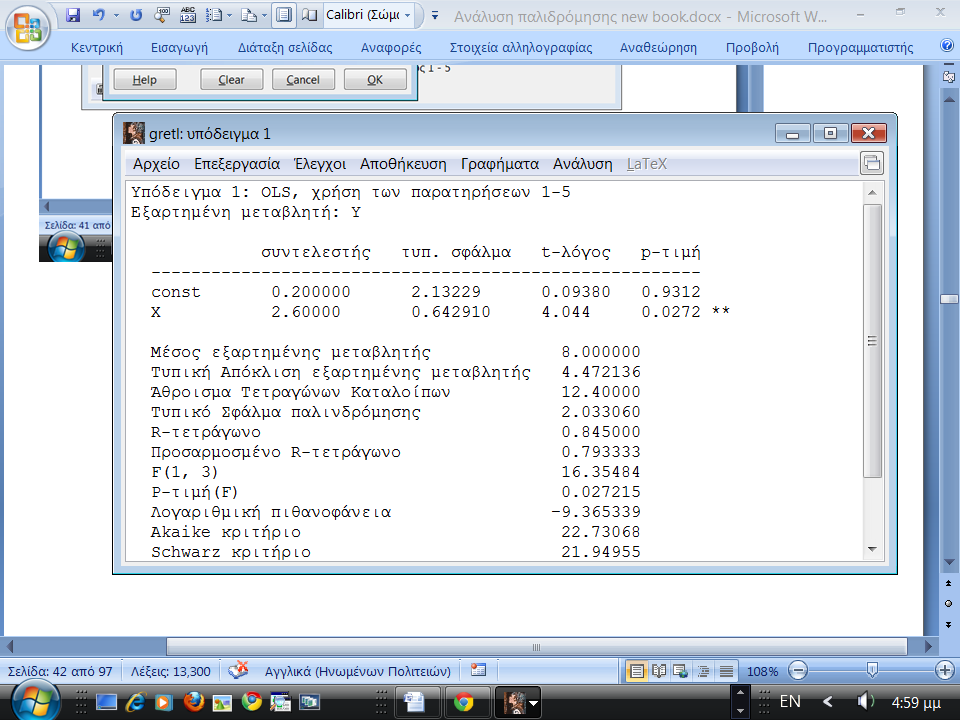 Calibri (Σώμ
Ανάλυση παλιδρόμησης new book.docx - Microsoft W...
Κεντρική Εισαγωγή Διάταξη σελίδας Αναφορές Στοιχεία αλληλογραφίας Αναθεώρηση Προβολή Προγραμματιστής
ς1-5
Help Clear Cancel OK
gretl: υπόδειγμα 1
Αρχείο Επεξεργασία Έλεγχοι Αποθήκευση Γραφήματα Ανάλυση LaTeX
Υπόδειγμα 1: OLS, χρήση των παρατηρήσεων 1-5
Εξαρτημένη μεταβλητή: Y
συντελεστής τυπ. σφάλμα t-λόγος p-τιμή
-------------------------------------------------------
const 0.200000 2.13229 0.09380 0.9312
X 2.60000 0.642910 4.044 0.0272 **
Μέσος εξαρτημένης μεταβλητής 8.000000
Τυπική Απόκλιση εξαρτημένης μεταβλητής 4.472136
Άθροισμα Τετραγώνων Καταλοίπων 12.40000
Τυπικό Σφάλμα παλινδρόμησης 2.033060
R-τετράγωνο 0.845000
Προσαρμοσμένο R-τετράγωνο 0.793333
F(1, 3) 16.35484
P-τιμή(F) 0.027215
Λογαριθμική πιθανοφάνεια -9.365339
Akaike κριτήριο 22.73068
Schwarz κριτήριο 21.94955
Σελίδα: 41 από
Σελίδα: 42 από 97 Λέξεις: 13,300 Αγγλικά (Ηνωμένων Πολιτειών) 108%
EN 4:59 μμ